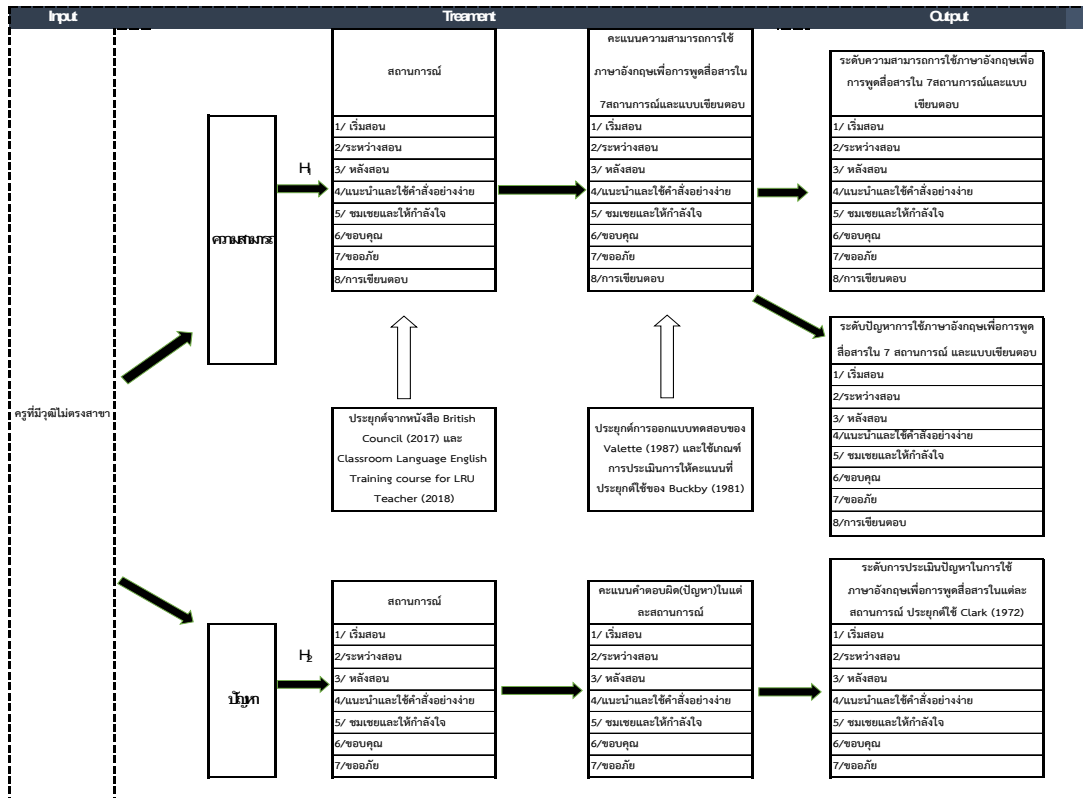 Input
Treament
Output
สถานการณ์
1/ เริ่มสอน
2/ระหว่างสอน
3/ หลังสอน
4/แนะนำและใช้คำสั่งอย่างง่าย
5/ ชมเชยและให้กำลังใจ
6/ขอบคุณ
7/ขออภัย
8/การเขียนตอบ
คะแนนความสามารถการใช้
ภาษาอังกฤษเพื่อการพูดสื่อสารใน
7สถานการณ์และแบบเขียนตอบ
1/ เริ่มสอน
2/ระหว่างสอน
3/ หลังสอน
4/แนะนำและใช้คำสั่งอย่างง่าย
5/ ชมเชยและให้กำลังใจ
6/ขอบคุณ
7/ขออภัย
8/การเขียนตอบ
ระดับความสามารถการใช้ภาษาอังกฤษเพื่อ
การพูดสื่อสารใน 7สถานการณ์และแบบ
เขียนตอบ
1/ เริ่มสอน
2/ระหว่างสอน
3/ หลังสอน
4/แนะนำและใช้คำสั่งอย่างง่าย
5/ ชมเชยและให้กำลังใจ
6/ขอบคุณ
7/ขออภัย
8/การเขียนตอบ
H1
ความสามารถ
ครูที่มีวุฒิไม่ตรงสาขา
ประยุกต์จากหนังสือ British
Council (2017) และ
Classroom Language English
Training course for LRU
Teacher (2018)
ประยุกต์การออกแบบทดสอบของ
Valette (1987) และใช้เกณฑ์
การประเมินการให้คะแนนที่
ประยุกต์ใช้ของ Buckby (1981)
ระดับปัญหาการใช้ภาษาอังกฤษเพื่อการพูด
สื่อสารใน 7 สถานการณ์ และแบบเขียนตอบ
1/ เริ่มสอน
2/ระหว่างสอน
3/ หลังสอน
4/แนะนำและใช้คำสั่งอย่างง่าย
5/ ชมเชยและให้กำลังใจ
6/ขอบคุณ
7/ขออภัย
8/การเขียนตอบ
ปัญหา
H2
สถานการณ์
1/ เริ่มสอน
2/ระหว่างสอน
3/ หลังสอน
4/แนะนำและใช้คำสั่งอย่างง่าย
5/ ชมเชยและให้กำลังใจ
6/ขอบคุณ
7/ขออภัย
คะแนนคำตอบผิด(ปัญหา)ในแต่
ละสถานการณ์
1/ เริ่มสอน
2/ระหว่างสอน
3/ หลังสอน
4/แนะนำและใช้คำสั่งอย่างง่าย
5/ ชมเชยและให้กำลังใจ
6/ขอบคุณ
7/ขออภัย
ระดับการประเมินปัญหาในการใช้
ภาษาอังกฤษเพื่อการพูดสื่อสารในแต่ละ
สถานการณ์ ประยุกต์ใช้ Clark (1972)
1/ เริ่มสอน
2/ระหว่างสอน
3/ หลังสอน
4/แนะนำและใช้คำสั่งอย่างง่าย
5/ ชมเชยและให้กำลังใจ
6/ขอบคุณ
7/ขออภัย